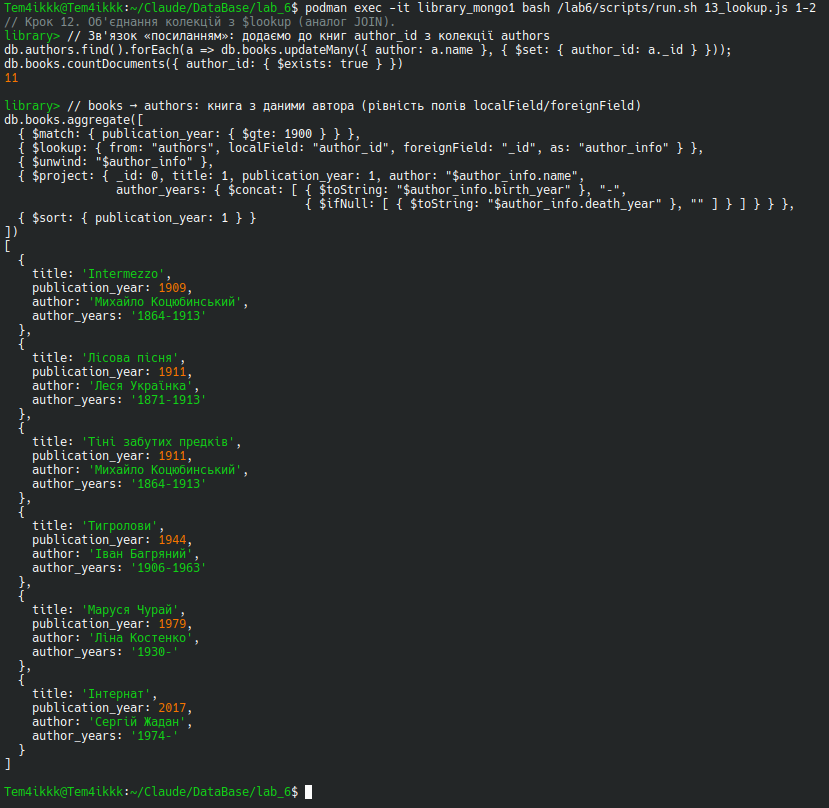 Tem4ikkk@Tem4ikkk:~/Claude/DataBase/lab_6$ podman exec -it library_mongo1 bash /lab6/scripts/run.sh 13_lookup.js 1-2
// Крок 12. Об'єднання колекцій з $lookup (аналог JOIN).
library> // Зв'язок «посиланням»: додаємо до книг author_id з колекції authors
db.authors.find().forEach(a => db.books.updateMany({ author: a.name }, { $set: { author_id: a._id } }));
db.books.countDocuments({ author_id: { $exists: true } })
11

library> // books → authors: книга з даними автора (рівність полів localField/foreignField)
db.books.aggregate([
  { $match: { publication_year: { $gte: 1900 } } },
  { $lookup: { from: "authors", localField: "author_id", foreignField: "_id", as: "author_info" } },
  { $unwind: "$author_info" },
  { $project: { _id: 0, title: 1, publication_year: 1, author: "$author_info.name",
                author_years: { $concat: [ { $toString: "$author_info.birth_year" }, "-",
                                           { $ifNull: [ { $toString: "$author_info.death_year" }, "" ] } ] } } },
  { $sort: { publication_year: 1 } }
])
[
  {
    title: 'Intermezzo',
    publication_year: 1909,
    author: 'Михайло Коцюбинський',
    author_years: '1864-1913'
  },
  {
    title: 'Лісова пісня',
    publication_year: 1911,
    author: 'Леся Українка',
    author_years: '1871-1913'
  },
  {
    title: 'Тіні забутих предків',
    publication_year: 1911,
    author: 'Михайло Коцюбинський',
    author_years: '1864-1913'
  },
  {
    title: 'Тигролови',
    publication_year: 1944,
    author: 'Іван Багряний',
    author_years: '1906-1963'
  },
  {
    title: 'Маруся Чурай',
    publication_year: 1979,
    author: 'Ліна Костенко',
    author_years: '1930-'
  },
  {
    title: 'Інтернат',
    publication_year: 2017,
    author: 'Сергій Жадан',
    author_years: '1974-'
  }
]

Tem4ikkk@Tem4ikkk:~/Claude/DataBase/lab_6$